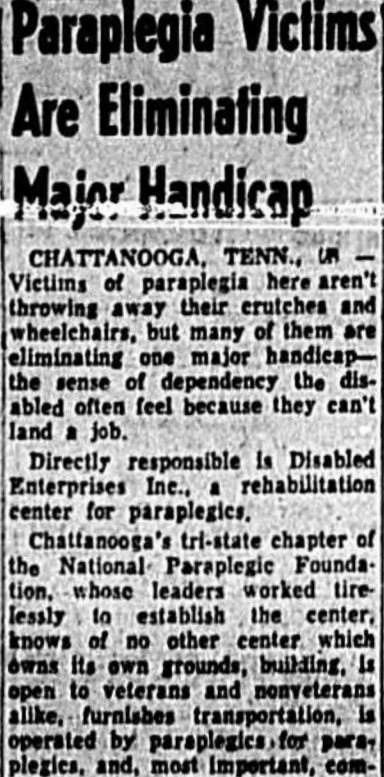 Paraplegia Victims
Are Eliminating
Major Handicap
CHATTANOOGA, TENN., UP —
Victims of paraplegia here aren't
throwing away their crutches and
wheelchairs, but many of them are
eliminating one major handicap—
the sense of dependency the dis-
abled often feel because they can't
land a job.
Directly responsible is Disabled
Enterprises Inc., a rehabilitation
center for paraplegics.
Chattanooga's tri-state chapter of
the National Paraplegic Founda-
tion, whose leaders worked tire-
lessly to establish the center,
knows of no other center which
owns its own grounds, building, is
open to veterans and nonveterans
alike, furnishes transportation, is
operated by paraplegics for para-
plegics, and, most important, com-